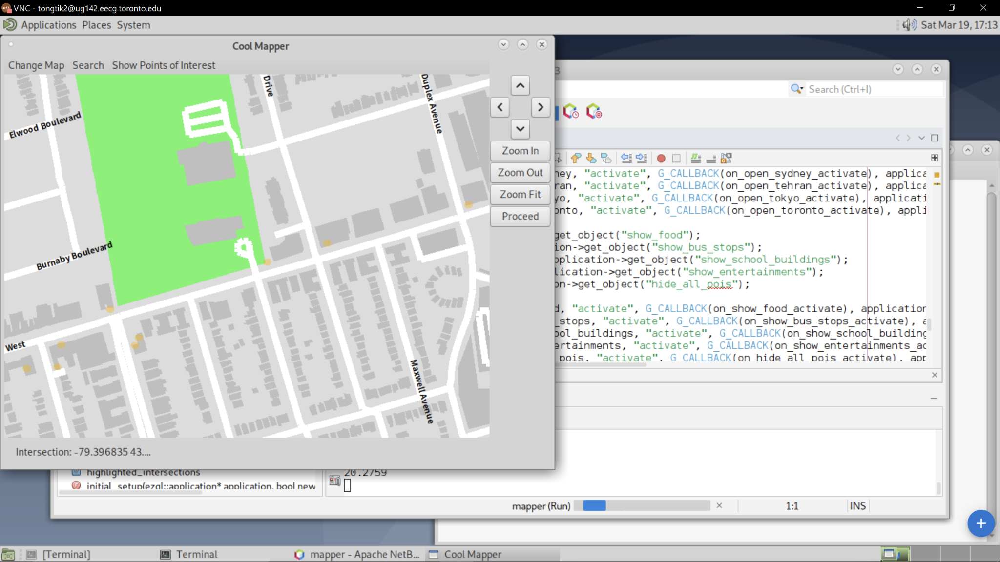 VNC - tongtik2@ug142.eecg.toronto.edu
Applications Places System
Sat Mar 19, 17:13
Cool Mapper
Change Map Search Show Points of Interest
Drive
Duplex Avenue
Elwood Boulevard
Burnaby Boulevard
West
Maxwell Avenue
Zoom In
Zoom Out
Zoom Fit
Proceed
Intersection: -79.396835 43....
3
Search (Ctrl+I)
ney, "activate", G_CALLBACK(on_open_sydney_activate), applica
ran, "activate", G_CALLBACK(on_open_tehran_activate), applica
yo, "activate", G_CALLBACK(on_open_tokyo_activate), applicati
onto, "activate", G_CALLBACK(on_open_toronto_activate), appli
get_object("show_food");
ion->get_object("show_bus_stops");
pplication->get_object("show_school_buildings");
lication->get_object("show_entertainments");
on->get_object("hide_all_pois");
d, "activate", G_CALLBACK(on_show_food_activate), application
_stops, "activate", G_CALLBACK(on_show_bus_stops_activate), a
ool_buildings, "activate", G_CALLBACK(on_show_school_building
ertainments, "activate", G_CALLBACK(on_show_entertainments_ac
pois, "activate", G_CALLBACK(on_hide_all_pois_activate), app
highlighted_intersections
initial_setup(ezgl::application* application, bool new
20.2759
mapper (Run)
1:1
INS
[Terminal]
Terminal
mapper - Apache NetB...
Cool Mapper